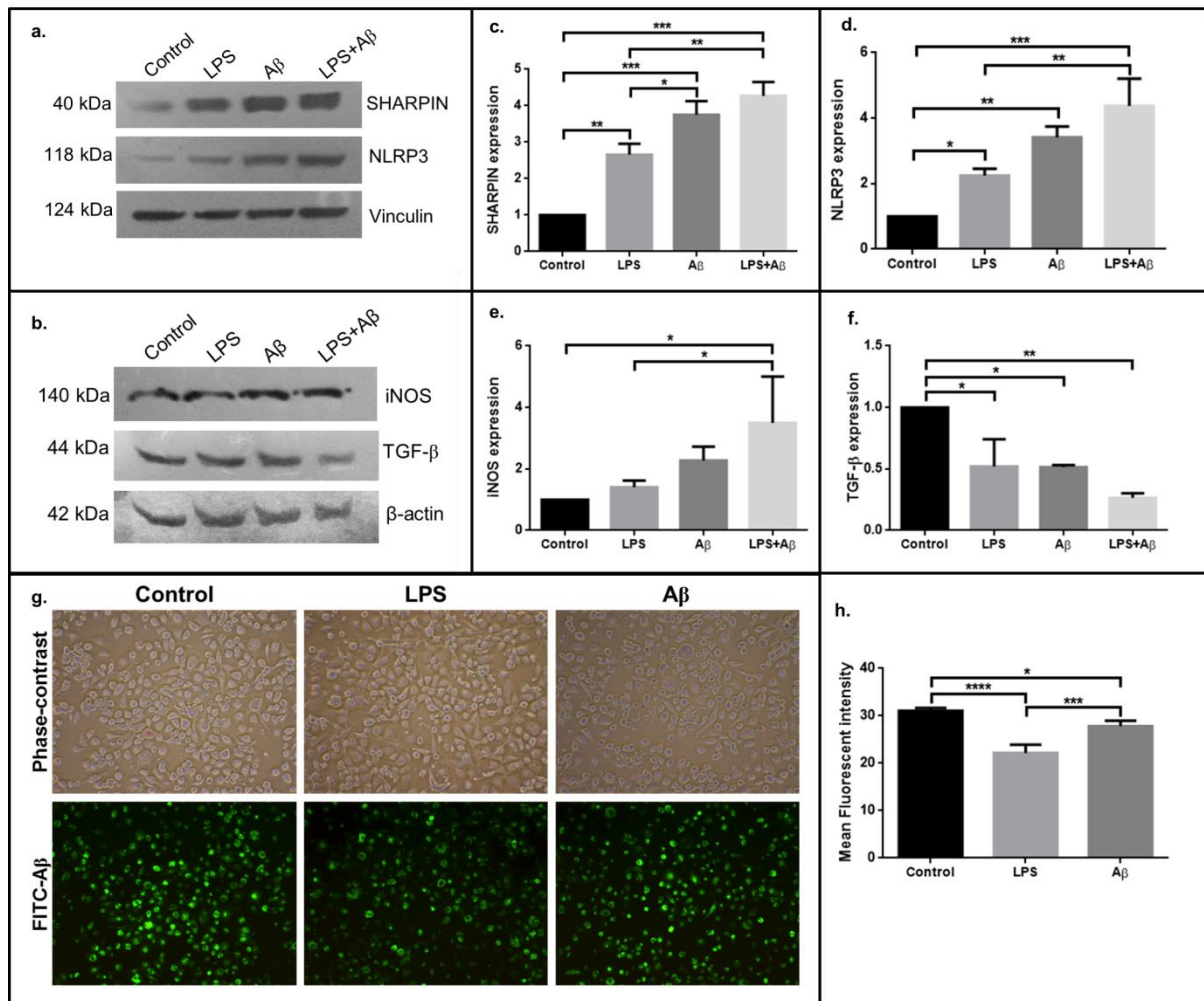 a.
Control LPS Aβ LPS+Aβ
40 kDa SHARPIN
118 kDa NLRP3
124 kDa Vinculin
c.
SHARPIN expression
5
4
3
2
1
0
***
**
***
*
**
Control LPS Aβ LPS+Aβ
d.
NLRP3 expression
6
4
2
0
***
**
**
*
Control LPS Aβ LPS+Aβ
b.
Control LPS Aβ LPS+Aβ
140 kDa iNOS
44 kDa TGF-β
42 kDa β-actin
e.
iNOS expression
6
4
2
0
*
*
Control LPS Aβ LPS+Aβ
f.
TGF-β expression
1.5
1.0
0.5
0.0
**
*
*
Control LPS Aβ LPS+Aβ
g.
Control LPS Aβ
Phase-contrast
FITC-Aβ
h.
Mean Fluorescent intensity
40
30
20
10
0
*
****
***
Control LPS Aβ